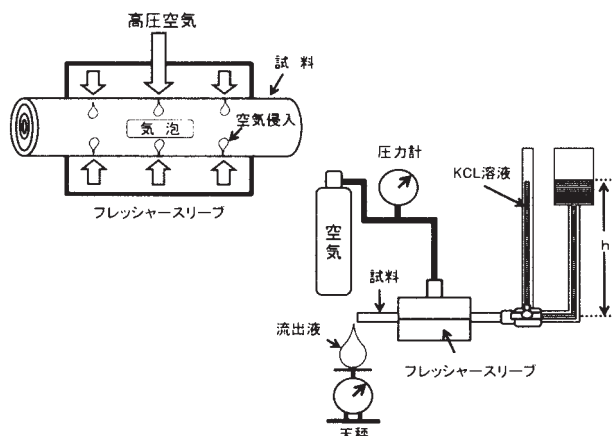 高圧空気
試 料
空気侵入
気 泡
フレッシャースリーブ
圧力計
KCL溶液
空気
h
試料
流出液
フレッシャースリーブ
天秤